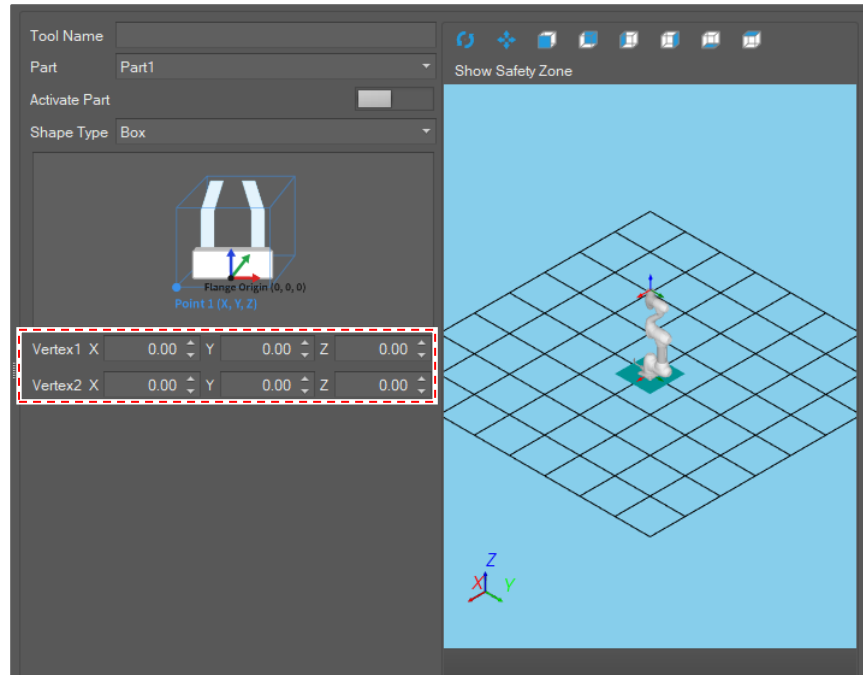 Tool Name
Part Part1
Activate Part
Shape Type Box
Flange Origin (0, 0, 0)
Point 1 (X, Y, Z)
Vertex1 X 0.00 Y 0.00 Z 0.00
Vertex2 X 0.00 Y 0.00 Z 0.00
Show Safety Zone
Z
X Y